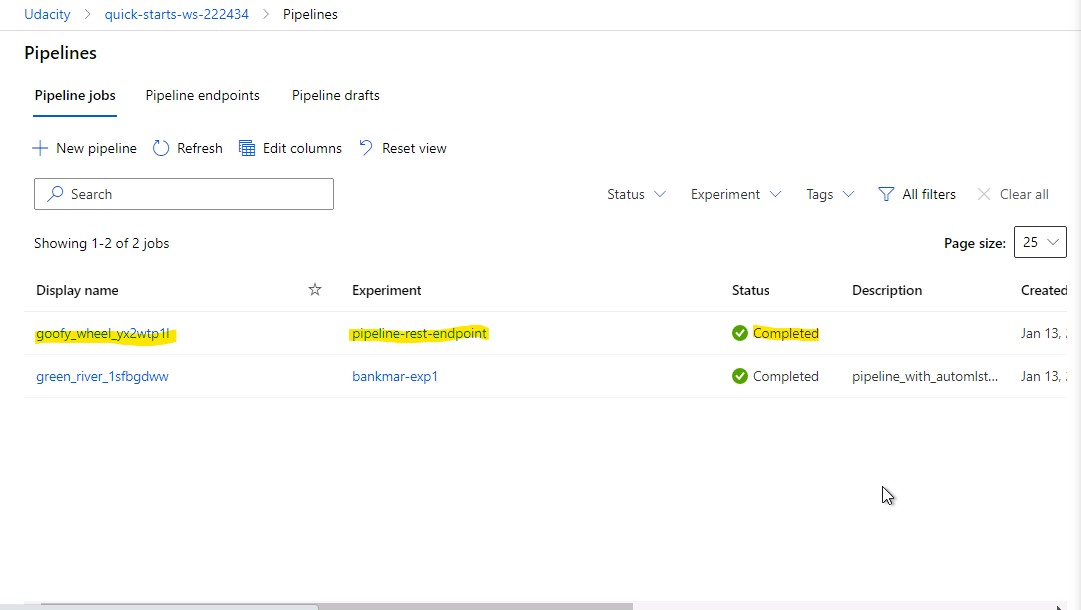 Udacity > quick-starts-ws-222434 > Pipelines
Pipelines
Pipeline jobs Pipeline endpoints Pipeline drafts
New pipeline Refresh Edit columns Reset view
Search Status Experiment Tags All filters Clear all
Showing 1-2 of 2 jobs Page size: 25
Display name Experiment Status Description Created
goofy_wheel_yx2wtp1l pipeline-rest-endpoint Completed Jan 13,
green_river_1sfbgdww bankmar-exp1 Completed pipeline_with_automlst... Jan 13,